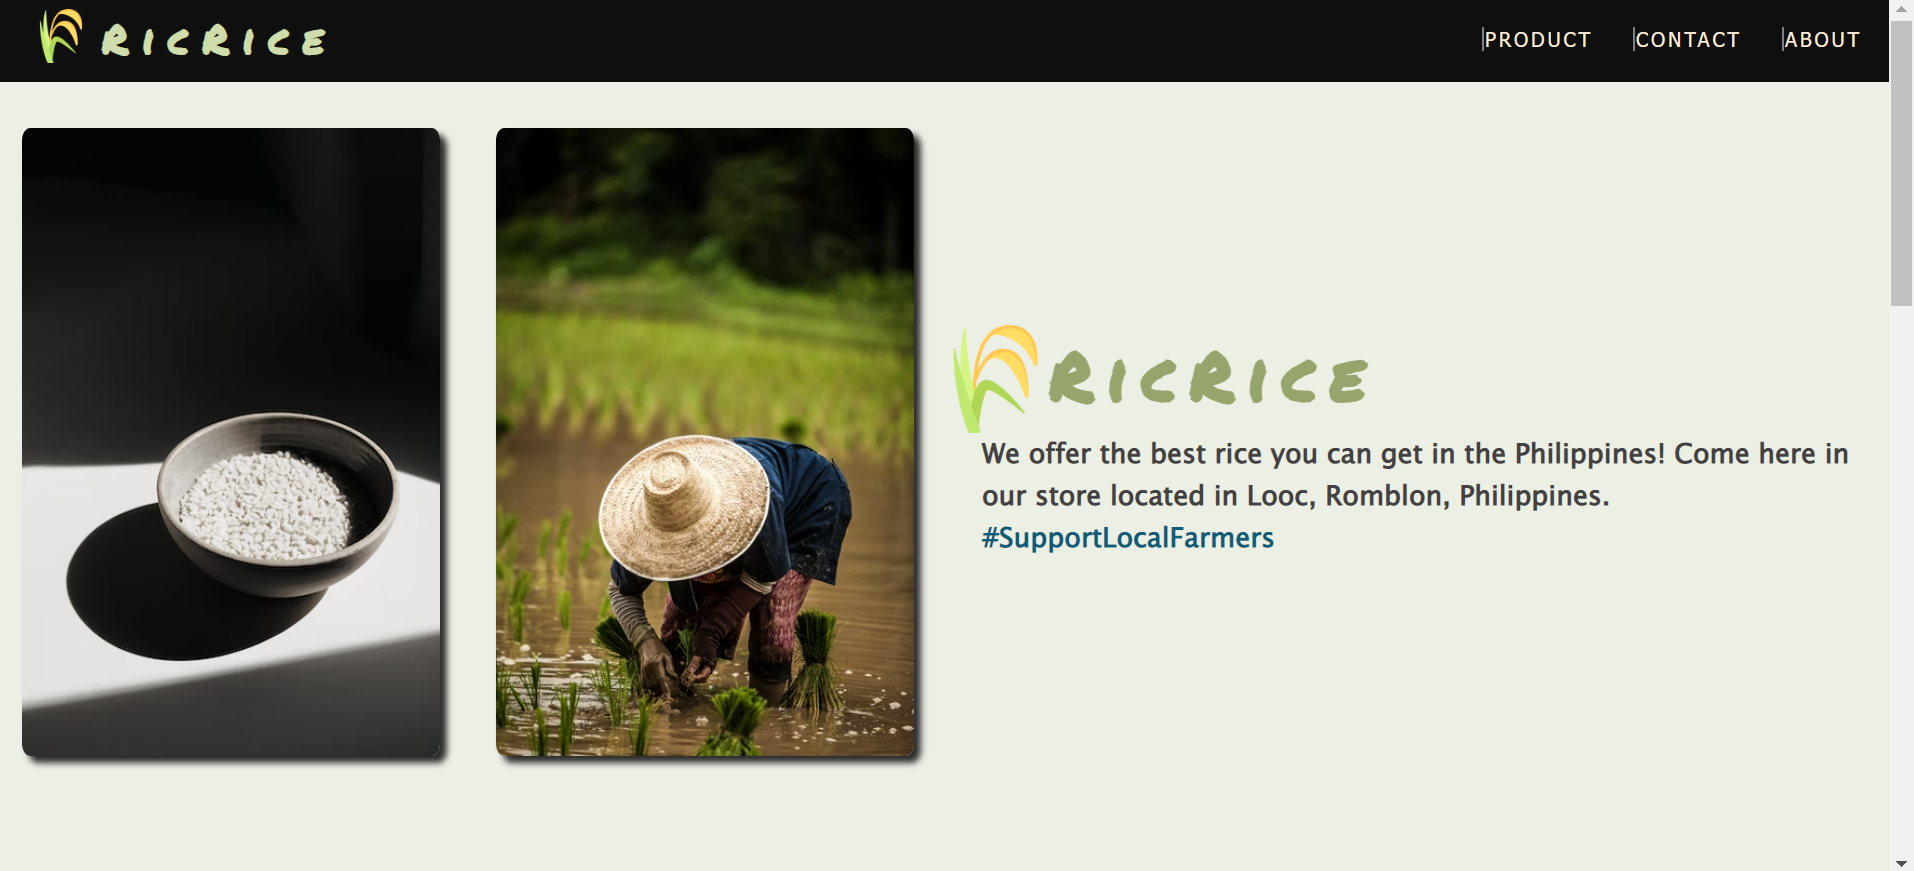 RicRice
PRODUCT
CONTACT
ABOUT
RicRice
We offer the best rice you can get in the Philippines! Come here in
our store located in Looc, Romblon, Philippines.
#SupportLocalFarmers